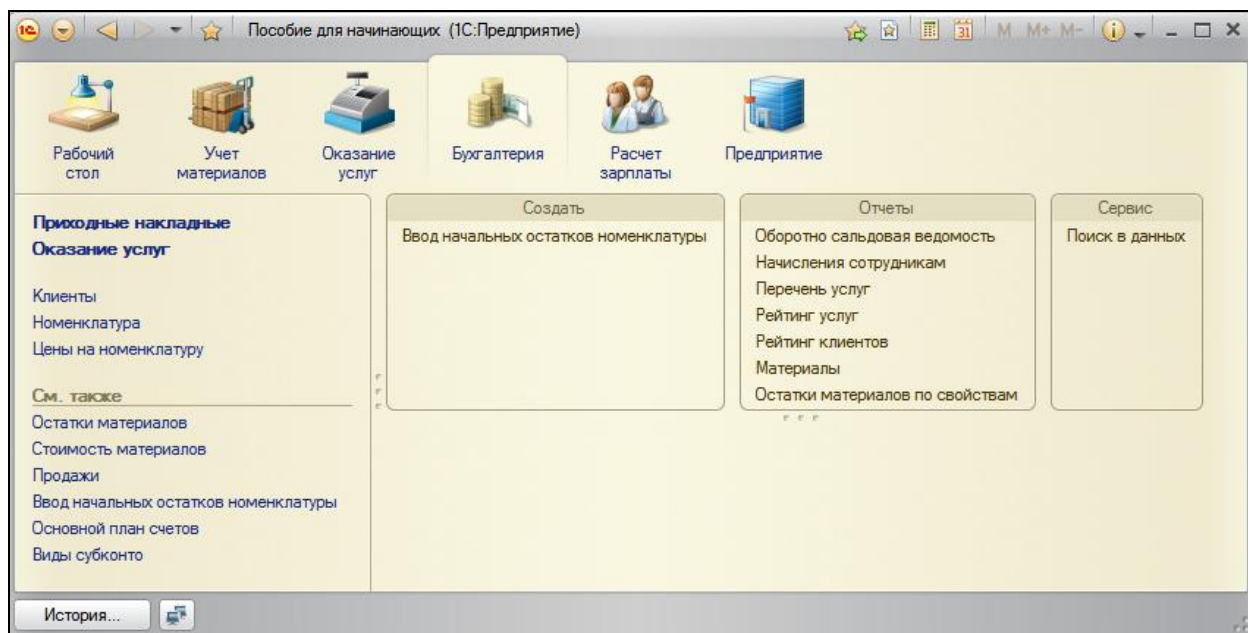 1С Пособие для начинающих (1С:Предприятие) 31 M M+ M-
Рабочий
стол
Учет
материалов
Оказание
услуг
Бухгалтерия
Расчет
зарплаты
Предприятие
Приходные накладные
Оказание услуг
Клиенты
Номенклатура
Цены на номенклатуру
См. также
Остатки материалов
Стоимость материалов
Продажи
Ввод начальных остатков номенклатуры
Основной план счетов
Виды субконто
Создать
Ввод начальных остатков номенклатуры
Отчеты
Оборотно сальдовая ведомость
Начисления сотрудникам
Перечень услуг
Рейтинг услуг
Рейтинг клиентов
Материалы
Остатки материалов по свойствам
Сервис
Поиск в данных
История...